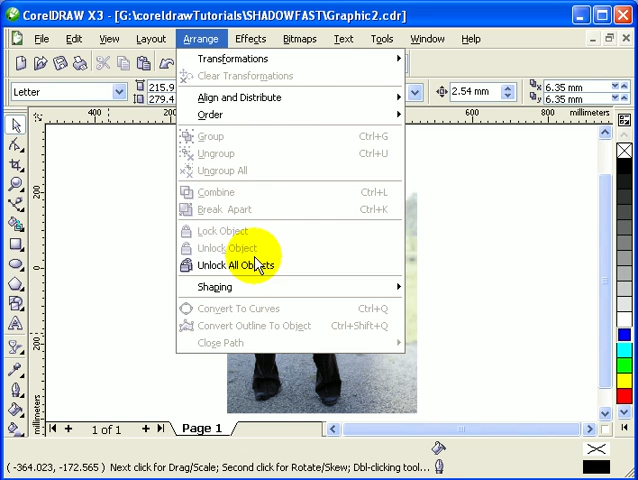 CorelDRAW X3 - [G:\coreldrawTutorials\SHADOWFAST\Graphic2.cdr]
File Edit View Layout Arrange Effects Bitmaps Text Tools Window Help
Letter
215.9
279.4
2.54 mm
6.35 mm
6.35 mm
400
600
800
millimeters
Transformations
Clear Transformations
Align and Distribute
Order
Group Ctrl+G
Ungroup Ctrl+U
Ungroup All
Combine Ctrl+L
Break Apart Ctrl+K
Lock Object
Unlock Object
Unlock All Objects
Shaping
Convert To Curves Ctrl+Q
Convert Outline To Object Ctrl+Shift+Q
Close Path
200
0
200
millimeters
1 of 1
Page 1
(-364.023, -172.565) Next click for Drag/Scale; Second click for Rotate/Skew; Dbl-clicking tool...